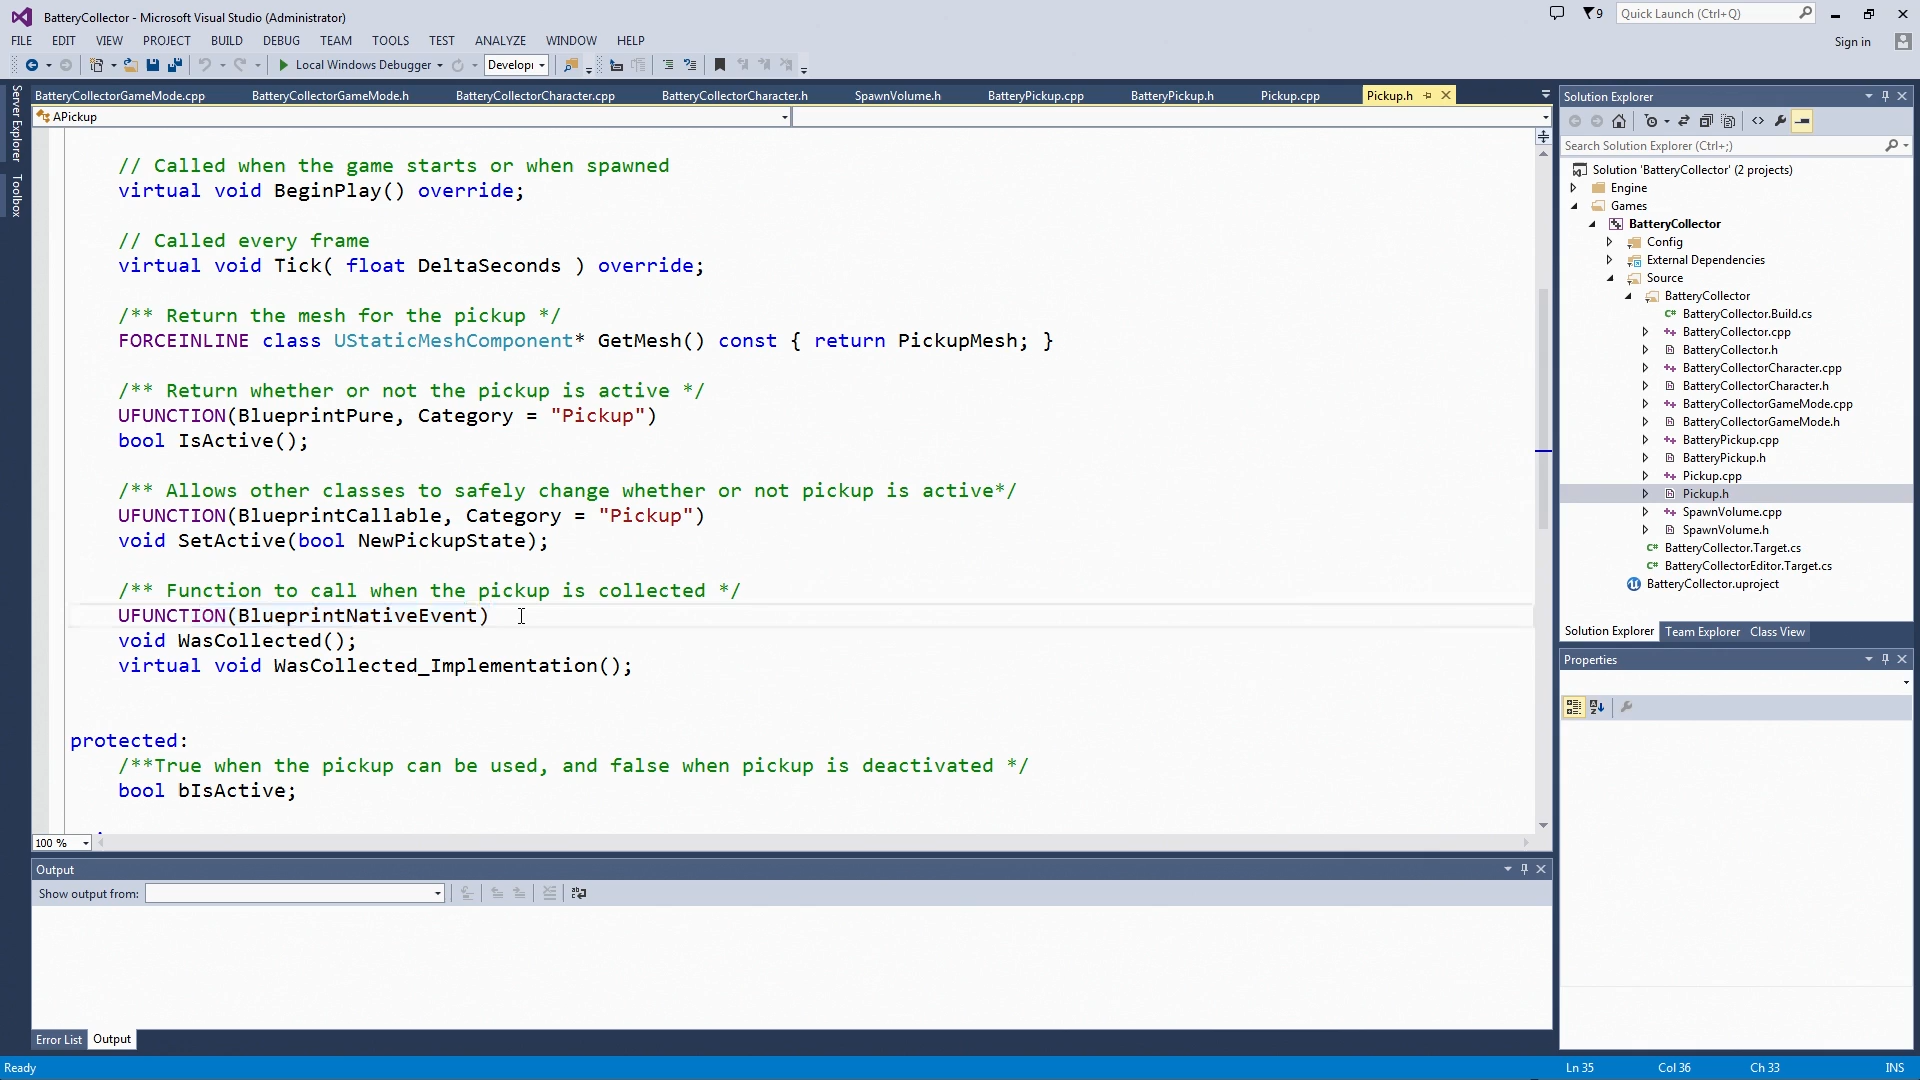 BatteryCollector - Microsoft Visual Studio (Administrator)
9
Quick Launch (Ctrl+Q)
FILE EDIT VIEW PROJECT BUILD DEBUG TEAM TOOLS TEST ANALYZE WINDOW HELP
Sign in
Local Windows Debugger
Develop
Server Explorer
Toolbox
BatteryCollectorGameMode.cpp BatteryCollectorGameMode.h BatteryCollectorCharacter.cpp BatteryCollectorCharacter.h SpawnVolume.h BatteryPickup.cpp BatteryPickup.h Pickup.cpp Pickup.h
APickup
// Called when the game starts or when spawned
virtual void BeginPlay() override;
// Called every frame
virtual void Tick( float DeltaSeconds ) override;
/** Return the mesh for the pickup */
FORCEINLINE class UStaticMeshComponent* GetMesh() const { return PickupMesh; }
/** Return whether or not the pickup is active */
UFUNCTION(BlueprintPure, Category = "Pickup")
bool IsActive();
/** Allows other classes to safely change whether or not pickup is active*/
UFUNCTION(BlueprintCallable, Category = "Pickup")
void SetActive(bool NewPickupState);
/** Function to call when the pickup is collected */
UFUNCTION(BlueprintNativeEvent)
void WasCollected();
virtual void WasCollected_Implementation();
protected:
/**True when the pickup can be used, and false when pickup is deactivated */
bool bIsActive;
100 %
Output
Show output from:
Error List Output
Solution Explorer
Search Solution Explorer (Ctrl+;)
Solution 'BatteryCollector' (2 projects)
Engine
Games
BatteryCollector
Config
External Dependencies
Source
BatteryCollector
BatteryCollector.Build.cs
BatteryCollector.cpp
BatteryCollector.h
BatteryCollectorCharacter.cpp
BatteryCollectorCharacter.h
BatteryCollectorGameMode.cpp
BatteryCollectorGameMode.h
BatteryPickup.cpp
BatteryPickup.h
Pickup.cpp
Pickup.h
SpawnVolume.cpp
SpawnVolume.h
BatteryCollector.Target.cs
BatteryCollectorEditor.Target.cs
BatteryCollector.uproject
Solution Explorer Team Explorer Class View
Properties
Ready
Ln 35 Col 36 Ch 33 INS